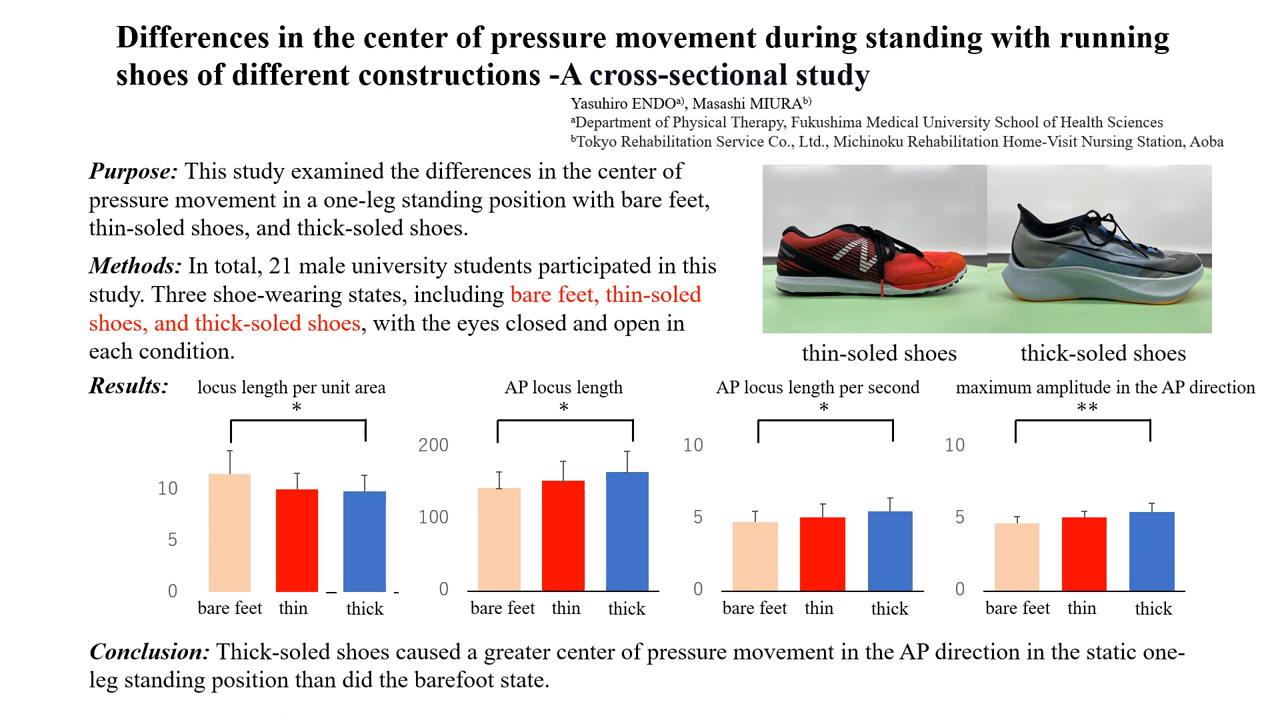 Differences in the center of pressure movement during standing with running
shoes of different constructions -A cross-sectional study
Yasuhiro ENDOᵃ⁾, Masashi MIURAᵇ⁾
ᵃDepartment of Physical Therapy, Fukushima Medical University School of Health Sciences
ᵇTokyo Rehabilitation Service Co., Ltd., Michinoku Rehabilitation Home-Visit Nursing Station, Aoba
Purpose: This study examined the differences in the center of
pressure movement in a one-leg standing position with bare feet,
thin-soled shoes, and thick-soled shoes.
Methods: In total, 21 male university students participated in this
study. Three shoe-wearing states, including bare feet, thin-soled
shoes, and thick-soled shoes, with the eyes closed and open in
each condition.
thin-soled shoes thick-soled shoes
Results:
locus length per unit area
*
10
5
0
bare feet thin thick
AP locus length
*
200
100
0
bare feet thin thick
AP locus length per second
*
10
5
0
bare feet thin thick
maximum amplitude in the AP direction
**
10
5
0
bare feet thin thick
Conclusion: Thick-soled shoes caused a greater center of pressure movement in the AP direction in the static one-
leg standing position than did the barefoot state.